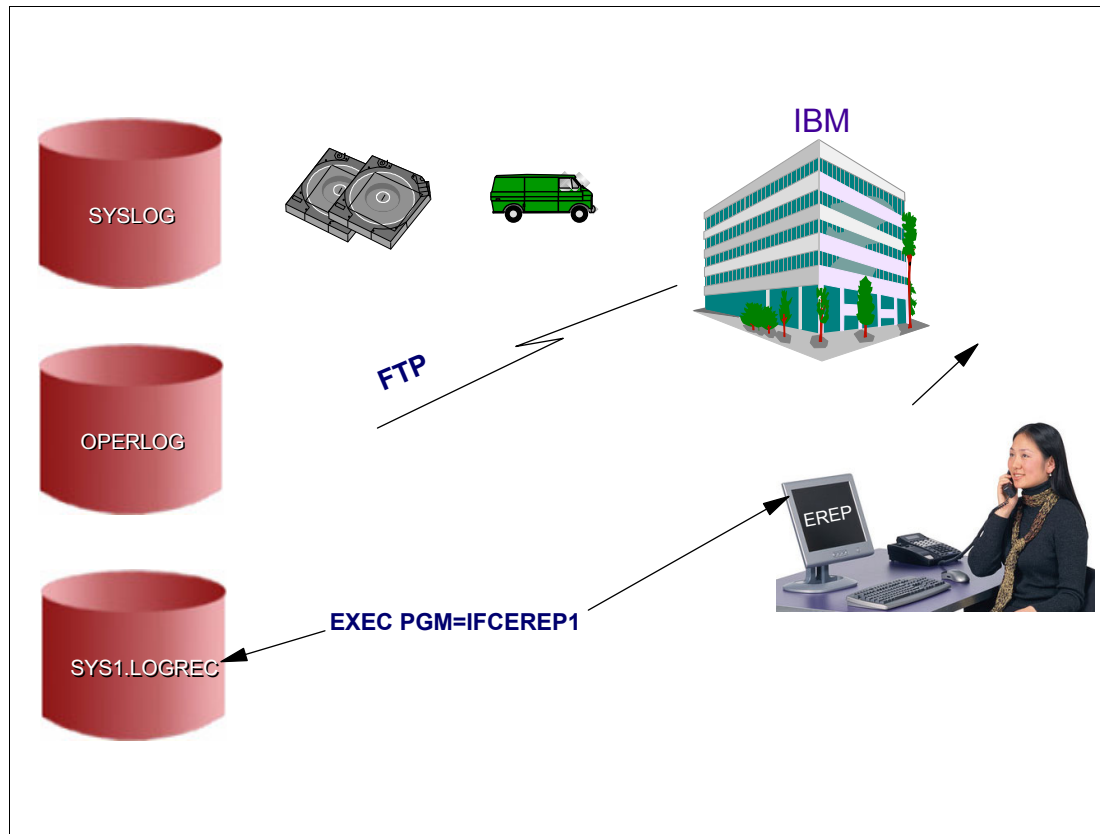 IBM
SYSLOG
FTP
OPERLOG
EREP
EXEC PGM=IFCEREP1
SYS1.LOGREC